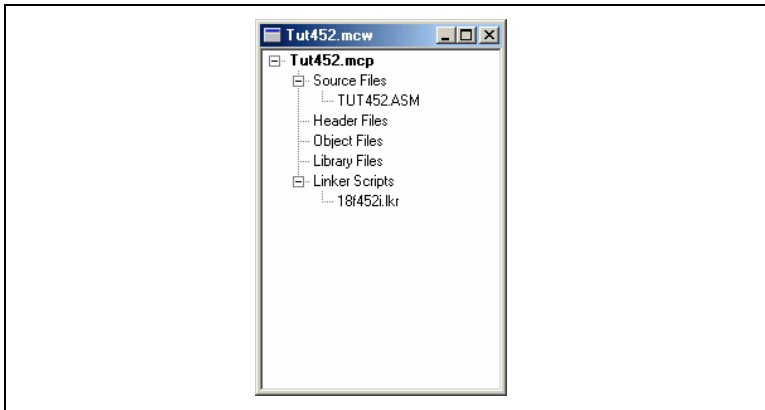 Tut452.mcw
Tut452.mcp
Source Files
TUT452.ASM
Header Files
Object Files
Library Files
Linker Scripts
18f452i.lkr